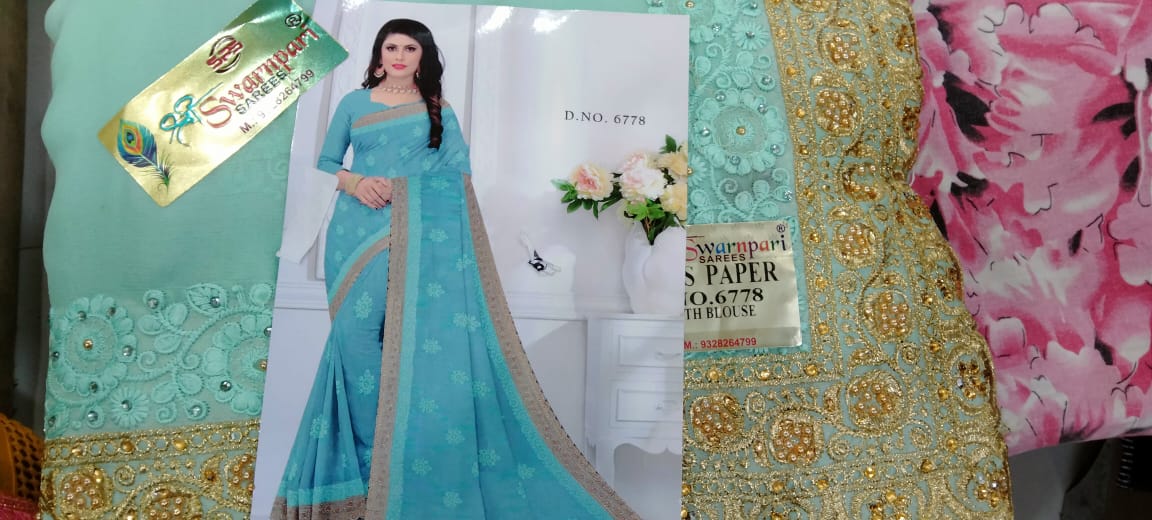 Swarnpari
®
SAREES
D.NO. 6778
Swarnpari
®
SAREES
S PAPER
NO.6778
TH BLOUSE
M.: 9328264799